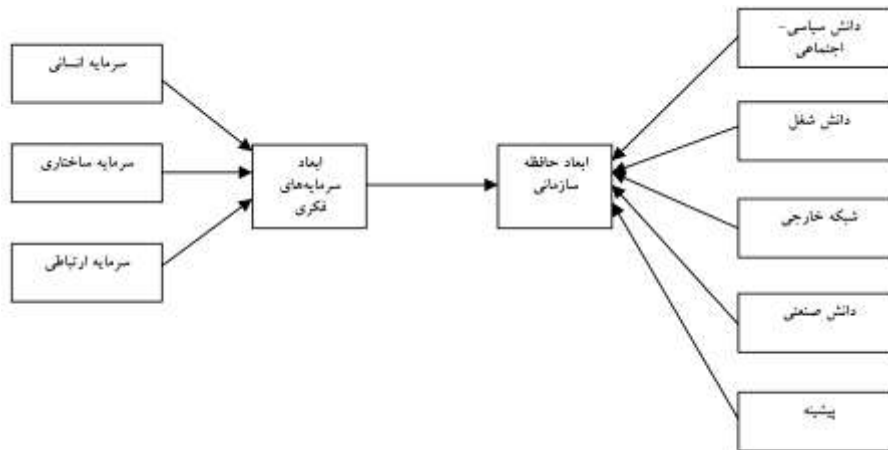 دانش سیاسی-
اجتماعی
سرمایه انسانی
دانش شغل
ابعاد
سرمایه‌های
فکری
ابعاد حافظه
سازمانی
سرمایه ساختاری
شبکه خارجی
سرمایه ارتباطی
دانش صنعتی
پیشینه